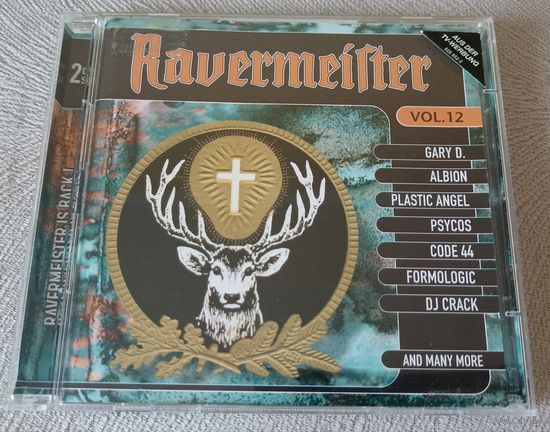 Ravermeiſter
AUS DER
TV-WERBUNG
VOL.12
GARY D.
ALBION
PLASTIC ANGEL
PSYCOS
CODE 44
FORMOLOGIC
DJ CRACK
AND MANY MORE
RAVERMEISTER IS BACK!